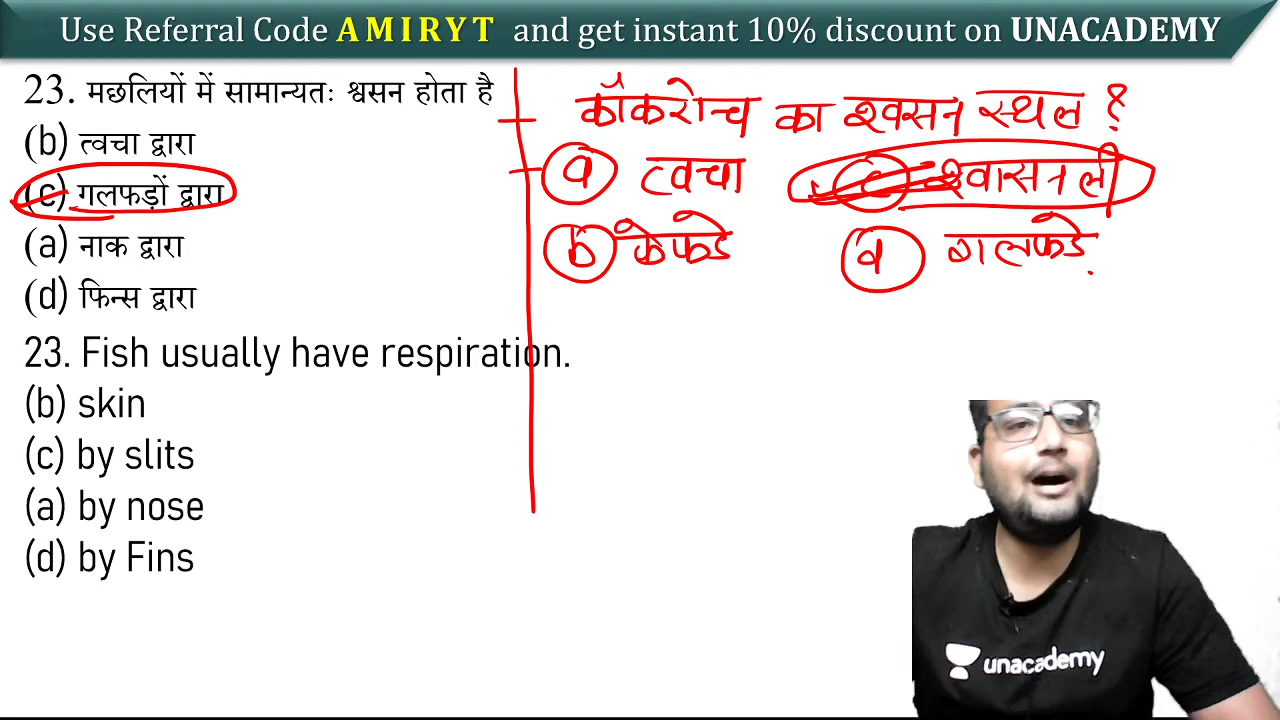 Use Referral Code AMIRYT and get instant 10% discount on UNACADEMY
23. मछलियों में सामान्यतः श्वसन होता है
(b) त्वचा द्वारा
(c) गलफड़ों द्वारा
(a) नाक द्वारा
(d) फिन्स द्वारा
23. Fish usually have respiration.
(b) skin
(c) by slits
(a) by nose
(d) by Fins
कॉकरोच का श्वसन स्थल ?
a त्वचा c श्वासनली
b फेफडे d गलफडे
unacademy